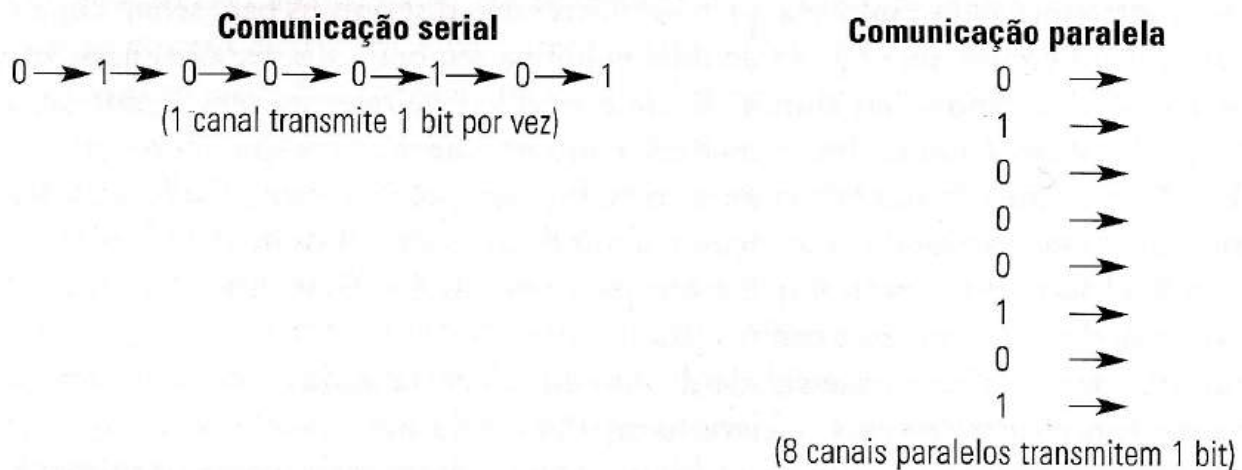 Comunicação serial
0 1 0 0 0 1 0 1
(1 canal transmite 1 bit por vez)
Comunicação paralela
0
1
0
0
0
1
0
1
(8 canais paralelos transmitem 1 bit)